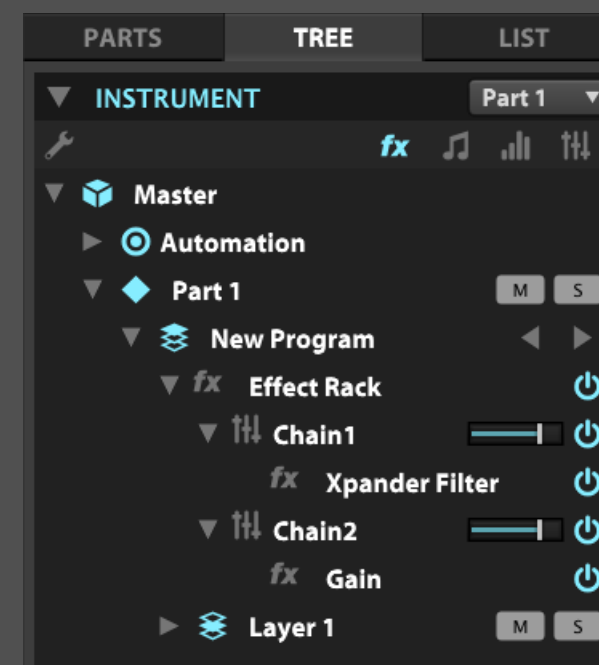 PARTS TREE LIST
INSTRUMENT Part 1
fx
Master
Automation
Part 1 M S
New Program
fx Effect Rack
Chain1
fx Xpander Filter
Chain2
fx Gain
Layer 1 M S